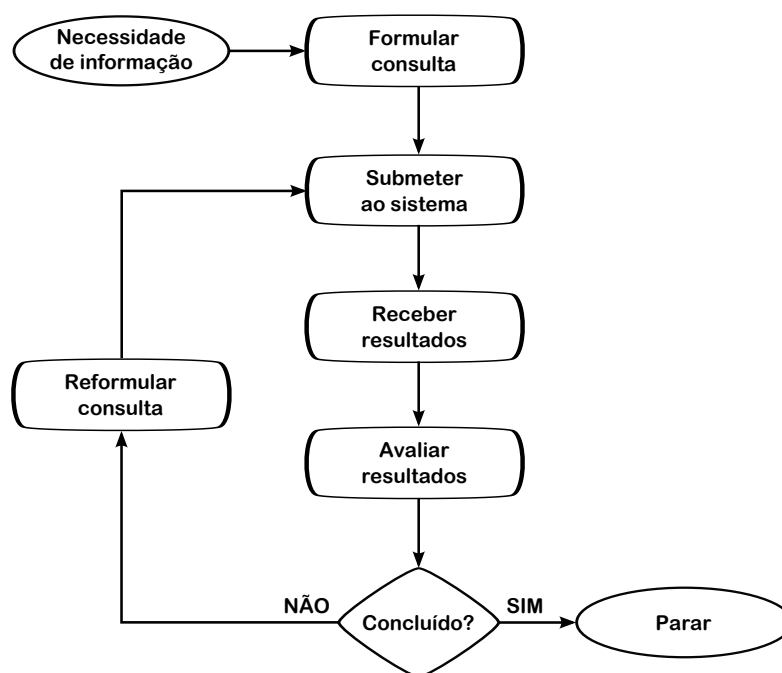 Necessidade
de informação
Formular
consulta
Submeter
ao sistema
Receber
resultados
Reformular
consulta
Avaliar
resultados
NÃO
Concluído?
SIM
Parar